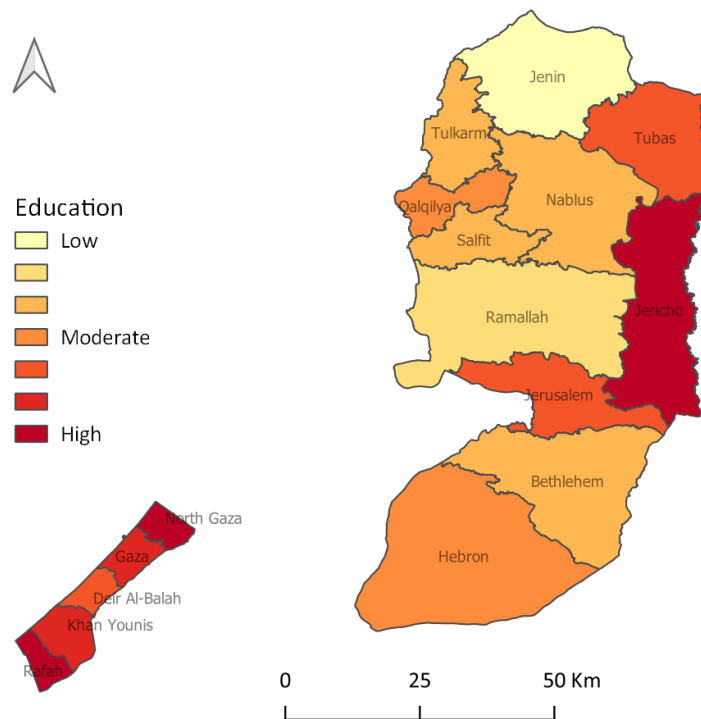 Jenin
Tulkarm
Tubas
Qalqilya
Nablus
Salfit
Ramallah
Jericho
Jerusalem
Bethlehem
Hebron
Education
Low
Moderate
High
North Gaza
Gaza
Deir Al-Balah
Khan Younis
Rafah
0 25 50 Km